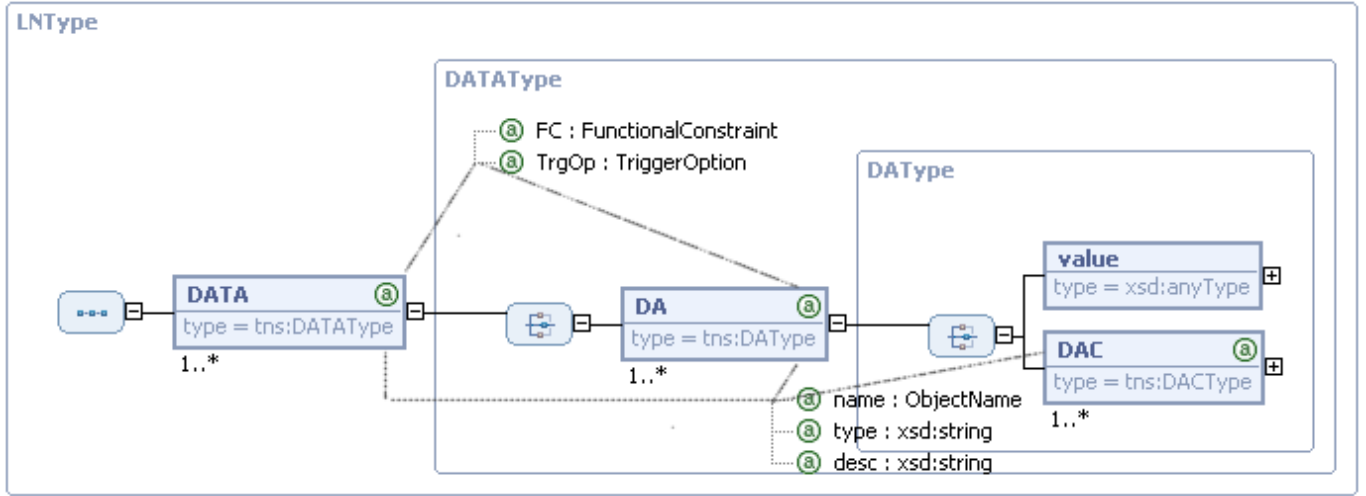 LNType
DATAType
a FC : FunctionalConstraint
a TrgOp : TriggerOption
DAType
DATA a
type = tns:DATAType
1..*
DA a
type = tns:DAType
1..*
value
type = xsd:anyType
DAC a
type = tns:DACType
1..*
a name : ObjectName
a type : xsd:string
a desc : xsd:string